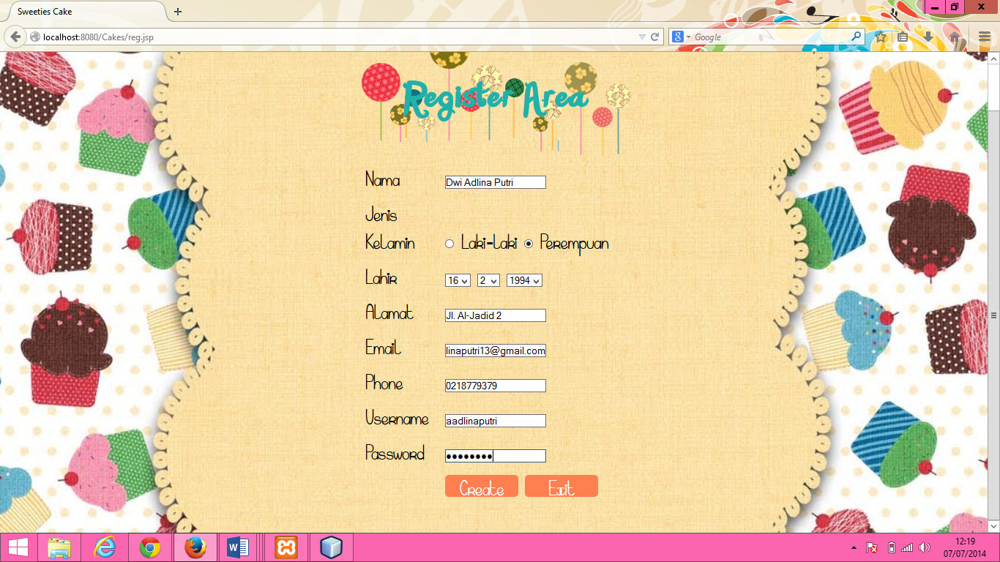 Sweeties Cake
localhost:8080/Cakes/reg.jsp
Google
Register Area
Nama Dwi Adlina Putri
Jenis
Kelamin Laki-Laki Perempuan
Lahir 16 2 1994
Alamat Jl. Al-Jadid 2
Email linaputri13@gmail.com
Phone 0218779379
Username aadlinaputri
Password ••••••••
Create Exit
12:19
07/07/2014